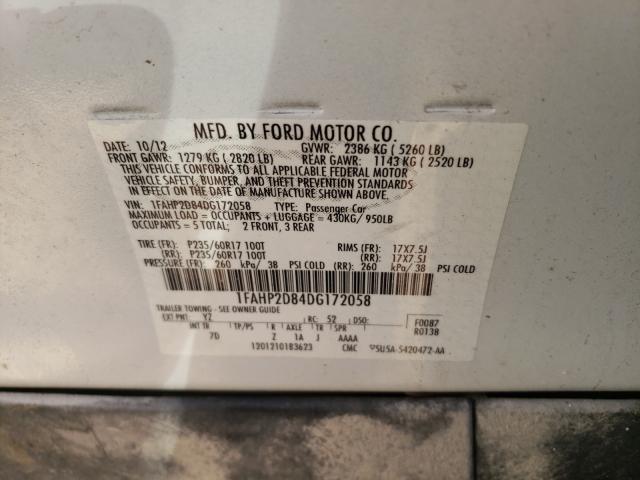 MFD. BY FORD MOTOR CO.
DATE: 10/12 GVWR: 2386 KG ( 5260 LB)
FRONT GAWR: 1279 KG ( 2820 LB) REAR GAWR: 1143 KG ( 2520 LB)
THIS VEHICLE CONFORMS TO ALL APPLICABLE FEDERAL MOTOR
VEHICLE SAFETY, BUMPER, AND THEFT PREVENTION STANDARDS
IN EFFECT ON THE DATE OF MANUFACTURE SHOWN ABOVE.
VIN: 1FAHP2D84DG172058 TYPE: Passenger Car
MAXIMUM LOAD = OCCUPANTS + LUGGAGE = 430KG/ 950LB
OCCUPANTS = 5 TOTAL; 2 FRONT, 3 REAR
TIRE (FR): P235/60R17 100T RIMS (FR): 17X7.5J
(RR): P235/60R17 100T (RR): 17X7.5J
PRESSURE (FR): 260 kPa/ 38 PSI COLD (RR): 260 kPa/ 38 PSI COLD
1FAHP2D84DG172058
TRAILER TOWING - SEE OWNER GUIDE
EXT PNT: YZ RC: 52 DSO: F0087
INT TR R AXLE TR SPR R0138
7D Z 1A J AAAA
1201210183623 CMC 5U5A-5420472-AA